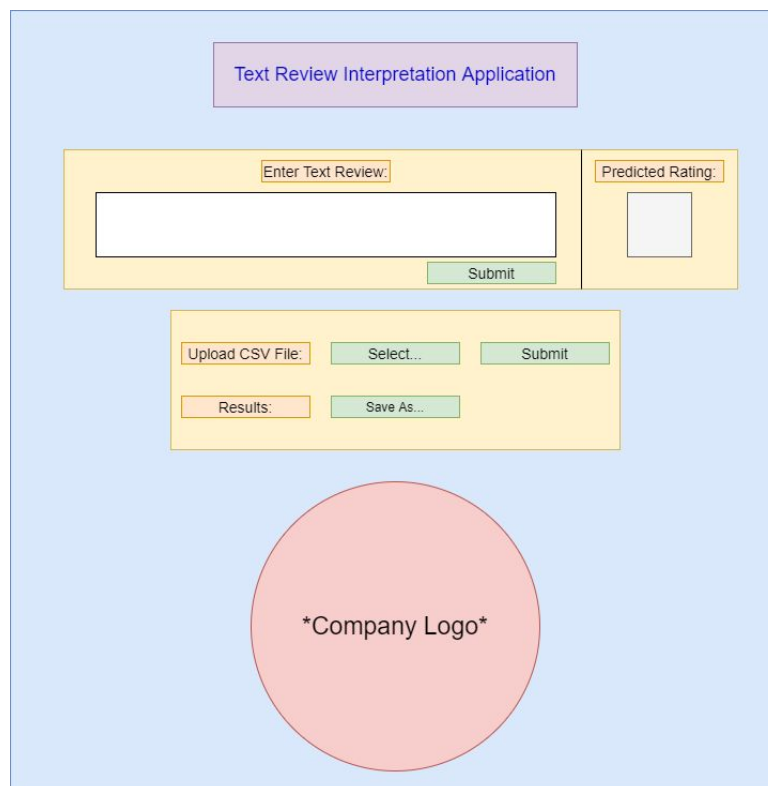 Text Review Interpretation Application
Enter Text Review:
Predicted Rating:
Submit
Upload CSV File:
Select...
Submit
Results:
Save As...
*Company Logo*